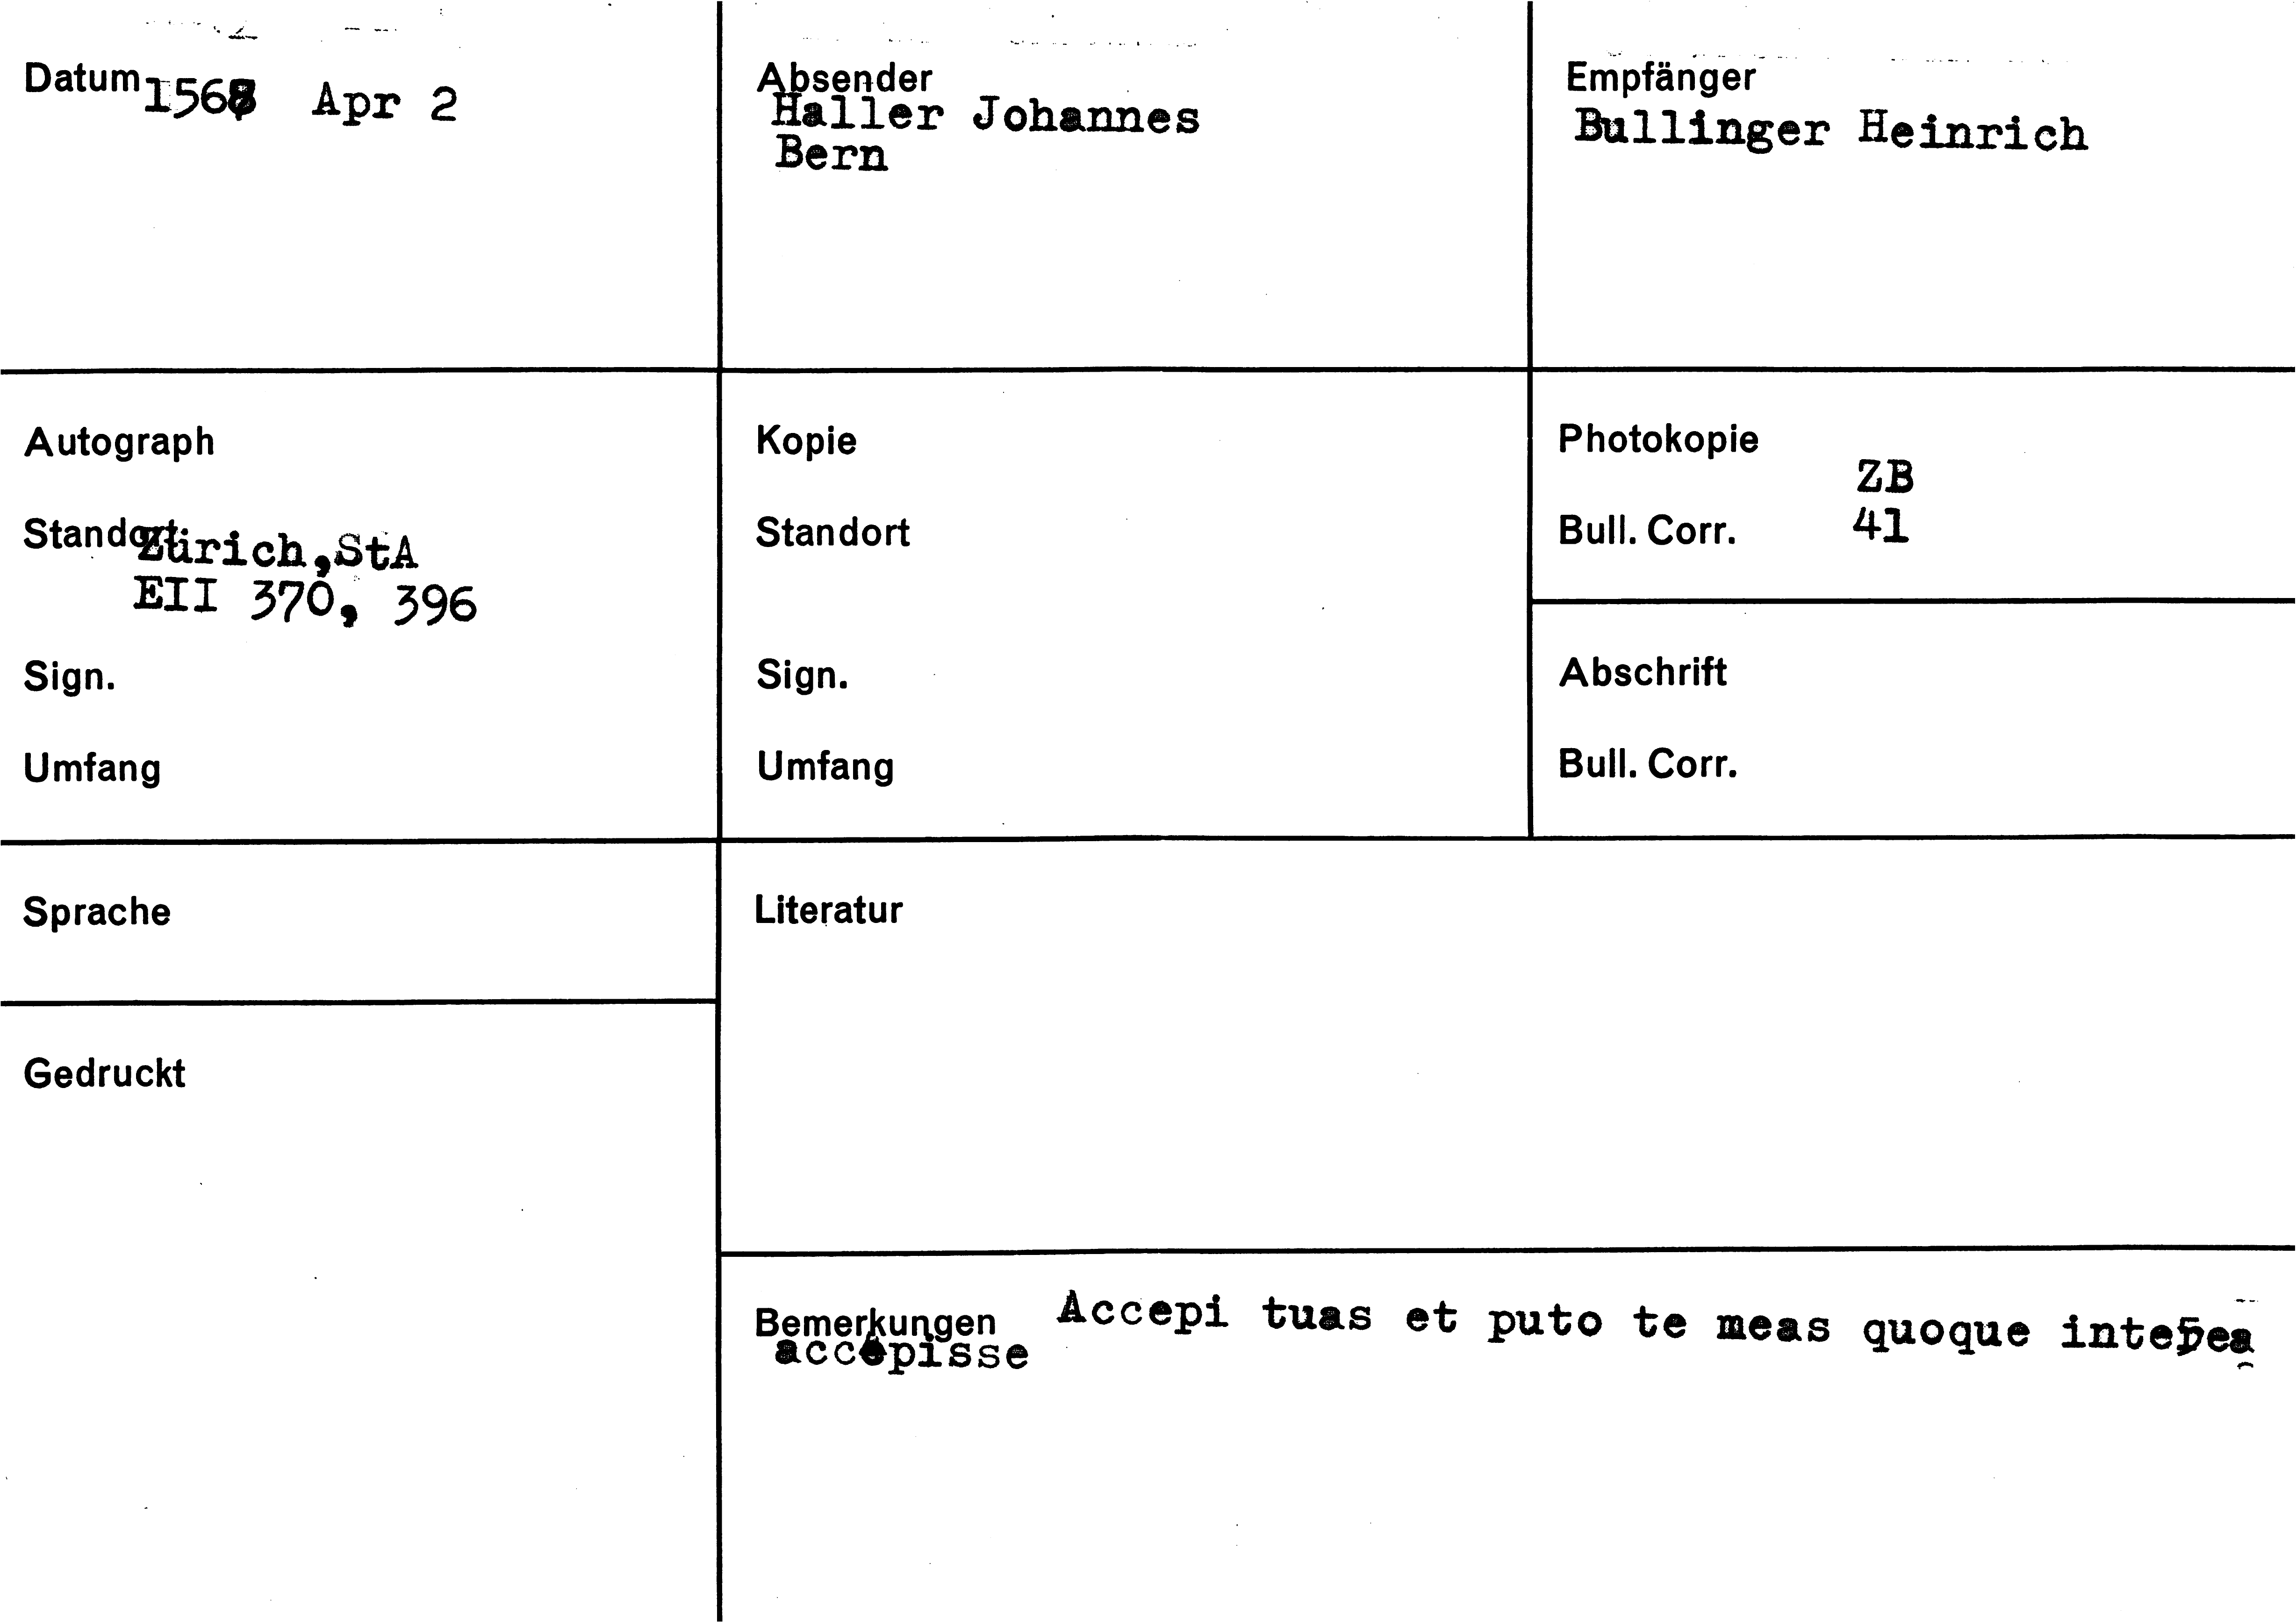 Datum Apr 2
Absender
Haller Johannes
Bern
Empfänger
Bullinger Heinrich
Autograph
Standort Zürich,StA
EII 370, 396
Sign.
Umfang
Kopie
Standort
Sign.
Umfang
Photokopie
ZB
Bull. Corr. 41
Abschrift
Bull. Corr.
Sprache
Gedruckt
Literatur
Bemerkungen Accepi tuas et puto te meas quoque interea
accepisse